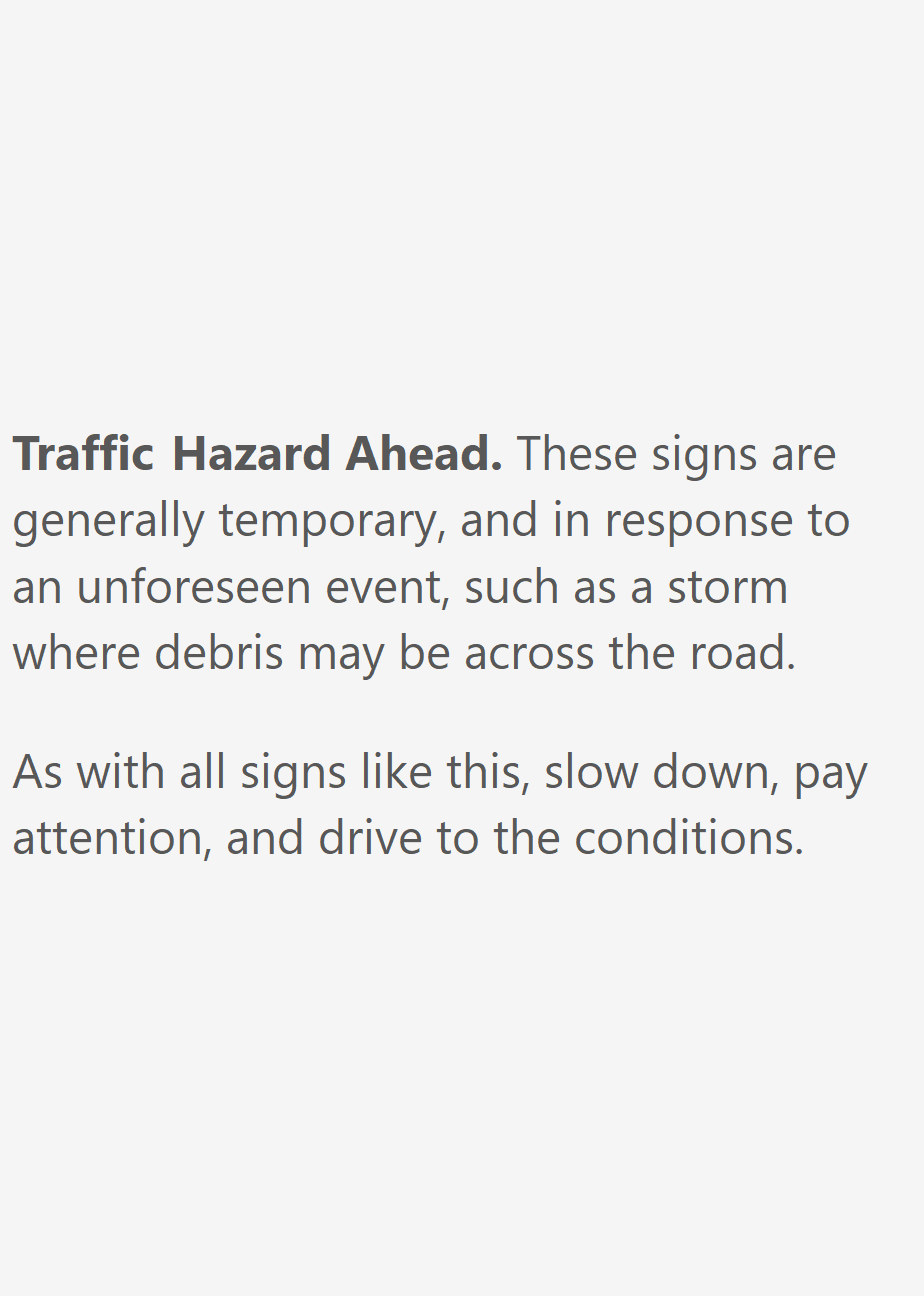 Traffic Hazard Ahead. These signs are
generally temporary, and in response to
an unforeseen event, such as a storm
where debris may be across the road.
As with all signs like this, slow down, pay
attention, and drive to the conditions.